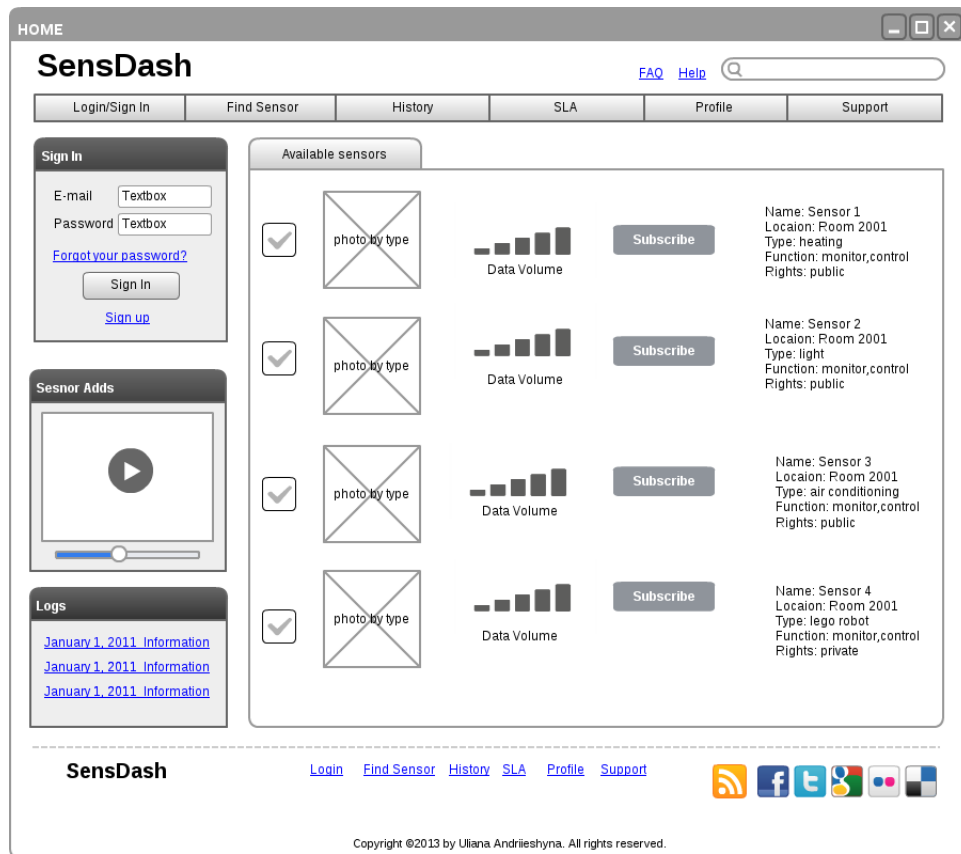 HOME
SensDash
FAQ Help
Login/Sign In
Find Sensor
History
SLA
Profile
Support
Sign In
E-mail Textbox
Password Textbox
Forgot your password?
Sign In
Sign up
Sesnor Adds
Logs
January 1, 2011 Information
January 1, 2011 Information
January 1, 2011 Information
Available sensors
photo by type
Data Volume
Subscribe
Name: Sensor 1
Locaion: Room 2001
Type: heating
Function: monitor,control
Rights: public
photo by type
Data Volume
Subscribe
Name: Sensor 2
Locaion: Room 2001
Type: light
Function: monitor,control
Rights: public
photo by type
Data Volume
Subscribe
Name: Sensor 3
Locaion: Room 2001
Type: air conditioning
Function: monitor,control
Rights: public
photo by type
Data Volume
Subscribe
Name: Sensor 4
Locaion: Room 2001
Type: lego robot
Function: monitor,control
Rights: private
SensDash
Login Find Sensor History SLA Profile Support
Copyright ©2013 by Uliana Andriieshyna. All rights reserved.